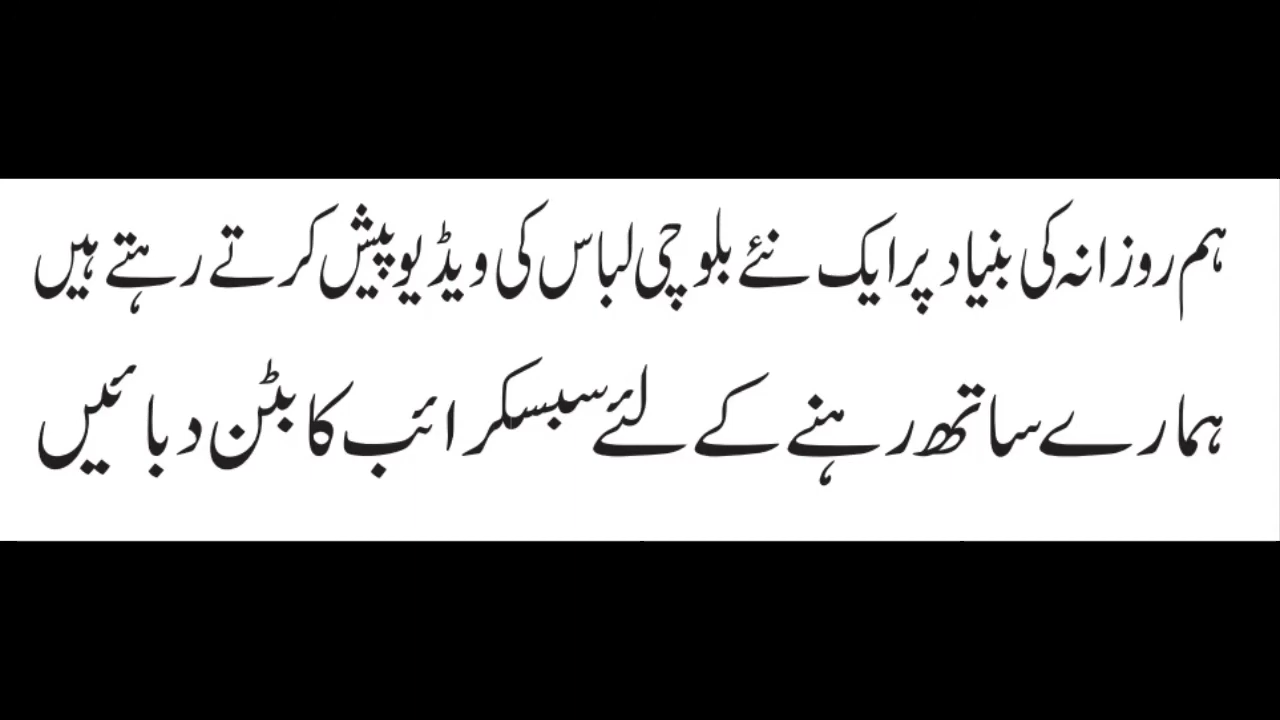 ہم روزانہ کی بنیاد پر ایک نئے بلوچی لباس کی ویڈیو پیش کرتے رہتے ہیں
ہمارے ساتھ رہنے کے لئے سبسکرائب کا بٹن دبائیں